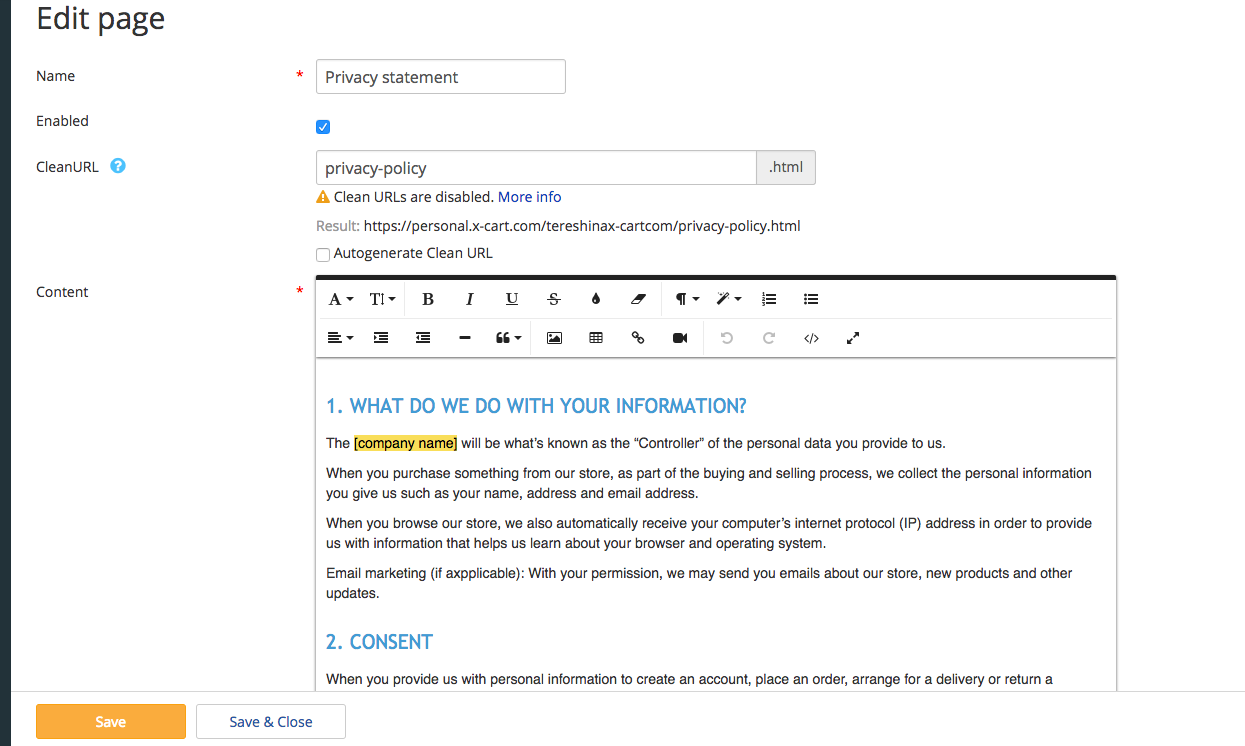 Edit page
Name * Privacy statement
Enabled
CleanURL ? privacy-policy .html
Clean URLs are disabled. More info
Result: https://personal.x-cart.com/tereshinax-cartcom/privacy-policy.html
Autogenerate Clean URL
Content *
A T B I U S ¶
1. WHAT DO WE DO WITH YOUR INFORMATION?
The [company name] will be what’s known as the “Controller” of the personal data you provide to us.
When you purchase something from our store, as part of the buying and selling process, we collect the personal information
you give us such as your name, address and email address.
When you browse our store, we also automatically receive your computer’s internet protocol (IP) address in order to provide
us with information that helps us learn about your browser and operating system.
Email marketing (if axpplicable): With your permission, we may send you emails about our store, new products and other
updates.
2. CONSENT
When you provide us with personal information to create an account, place an order, arrange for a delivery or return a
Save Save & Close